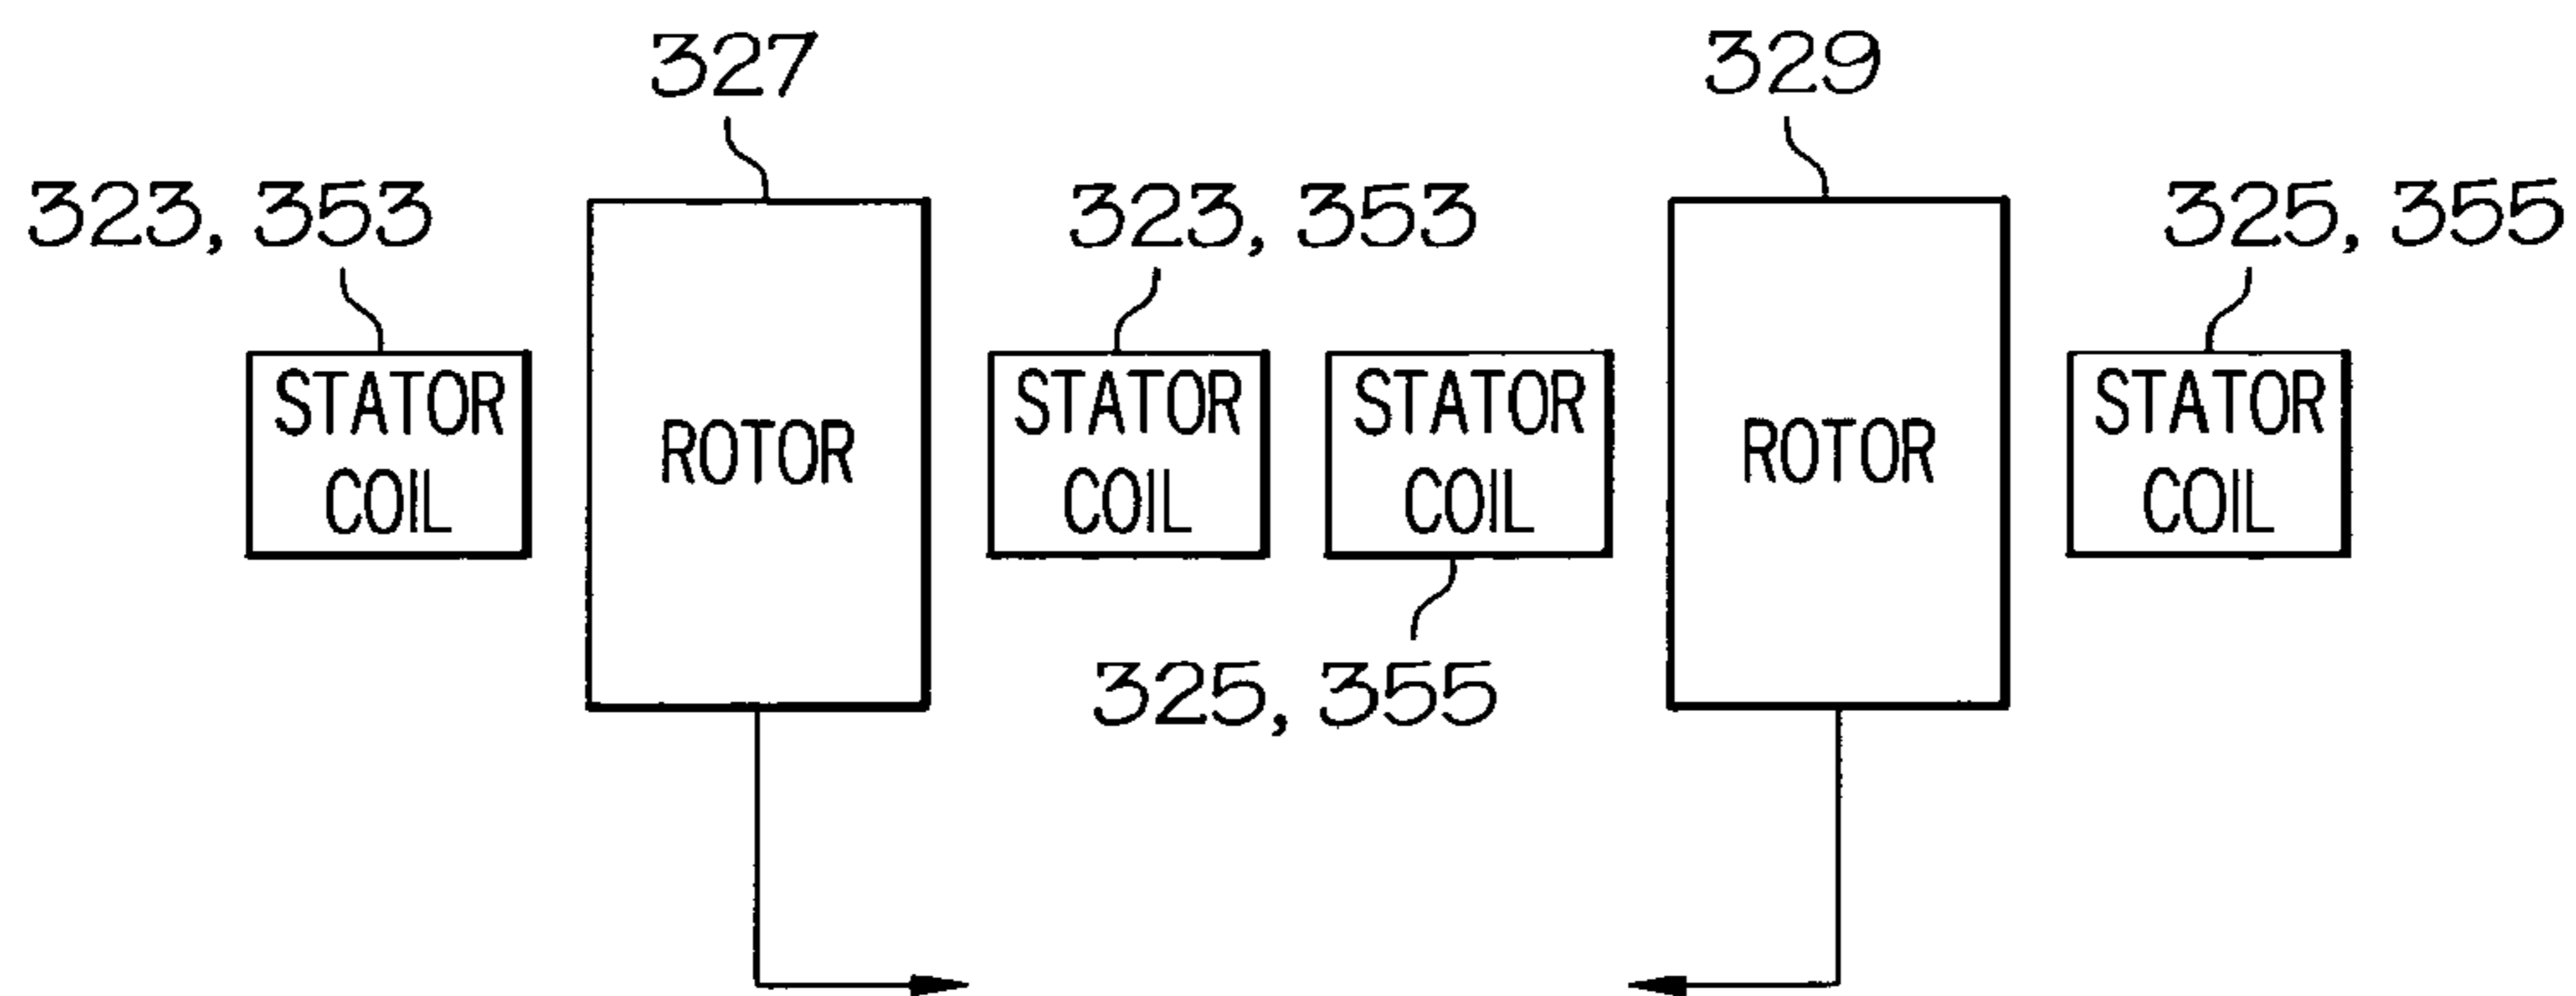 327
329
323, 353
323, 353
325, 355
STATOR
COIL
ROTOR
STATOR
COIL
STATOR
COIL
ROTOR
STATOR
COIL
325, 355